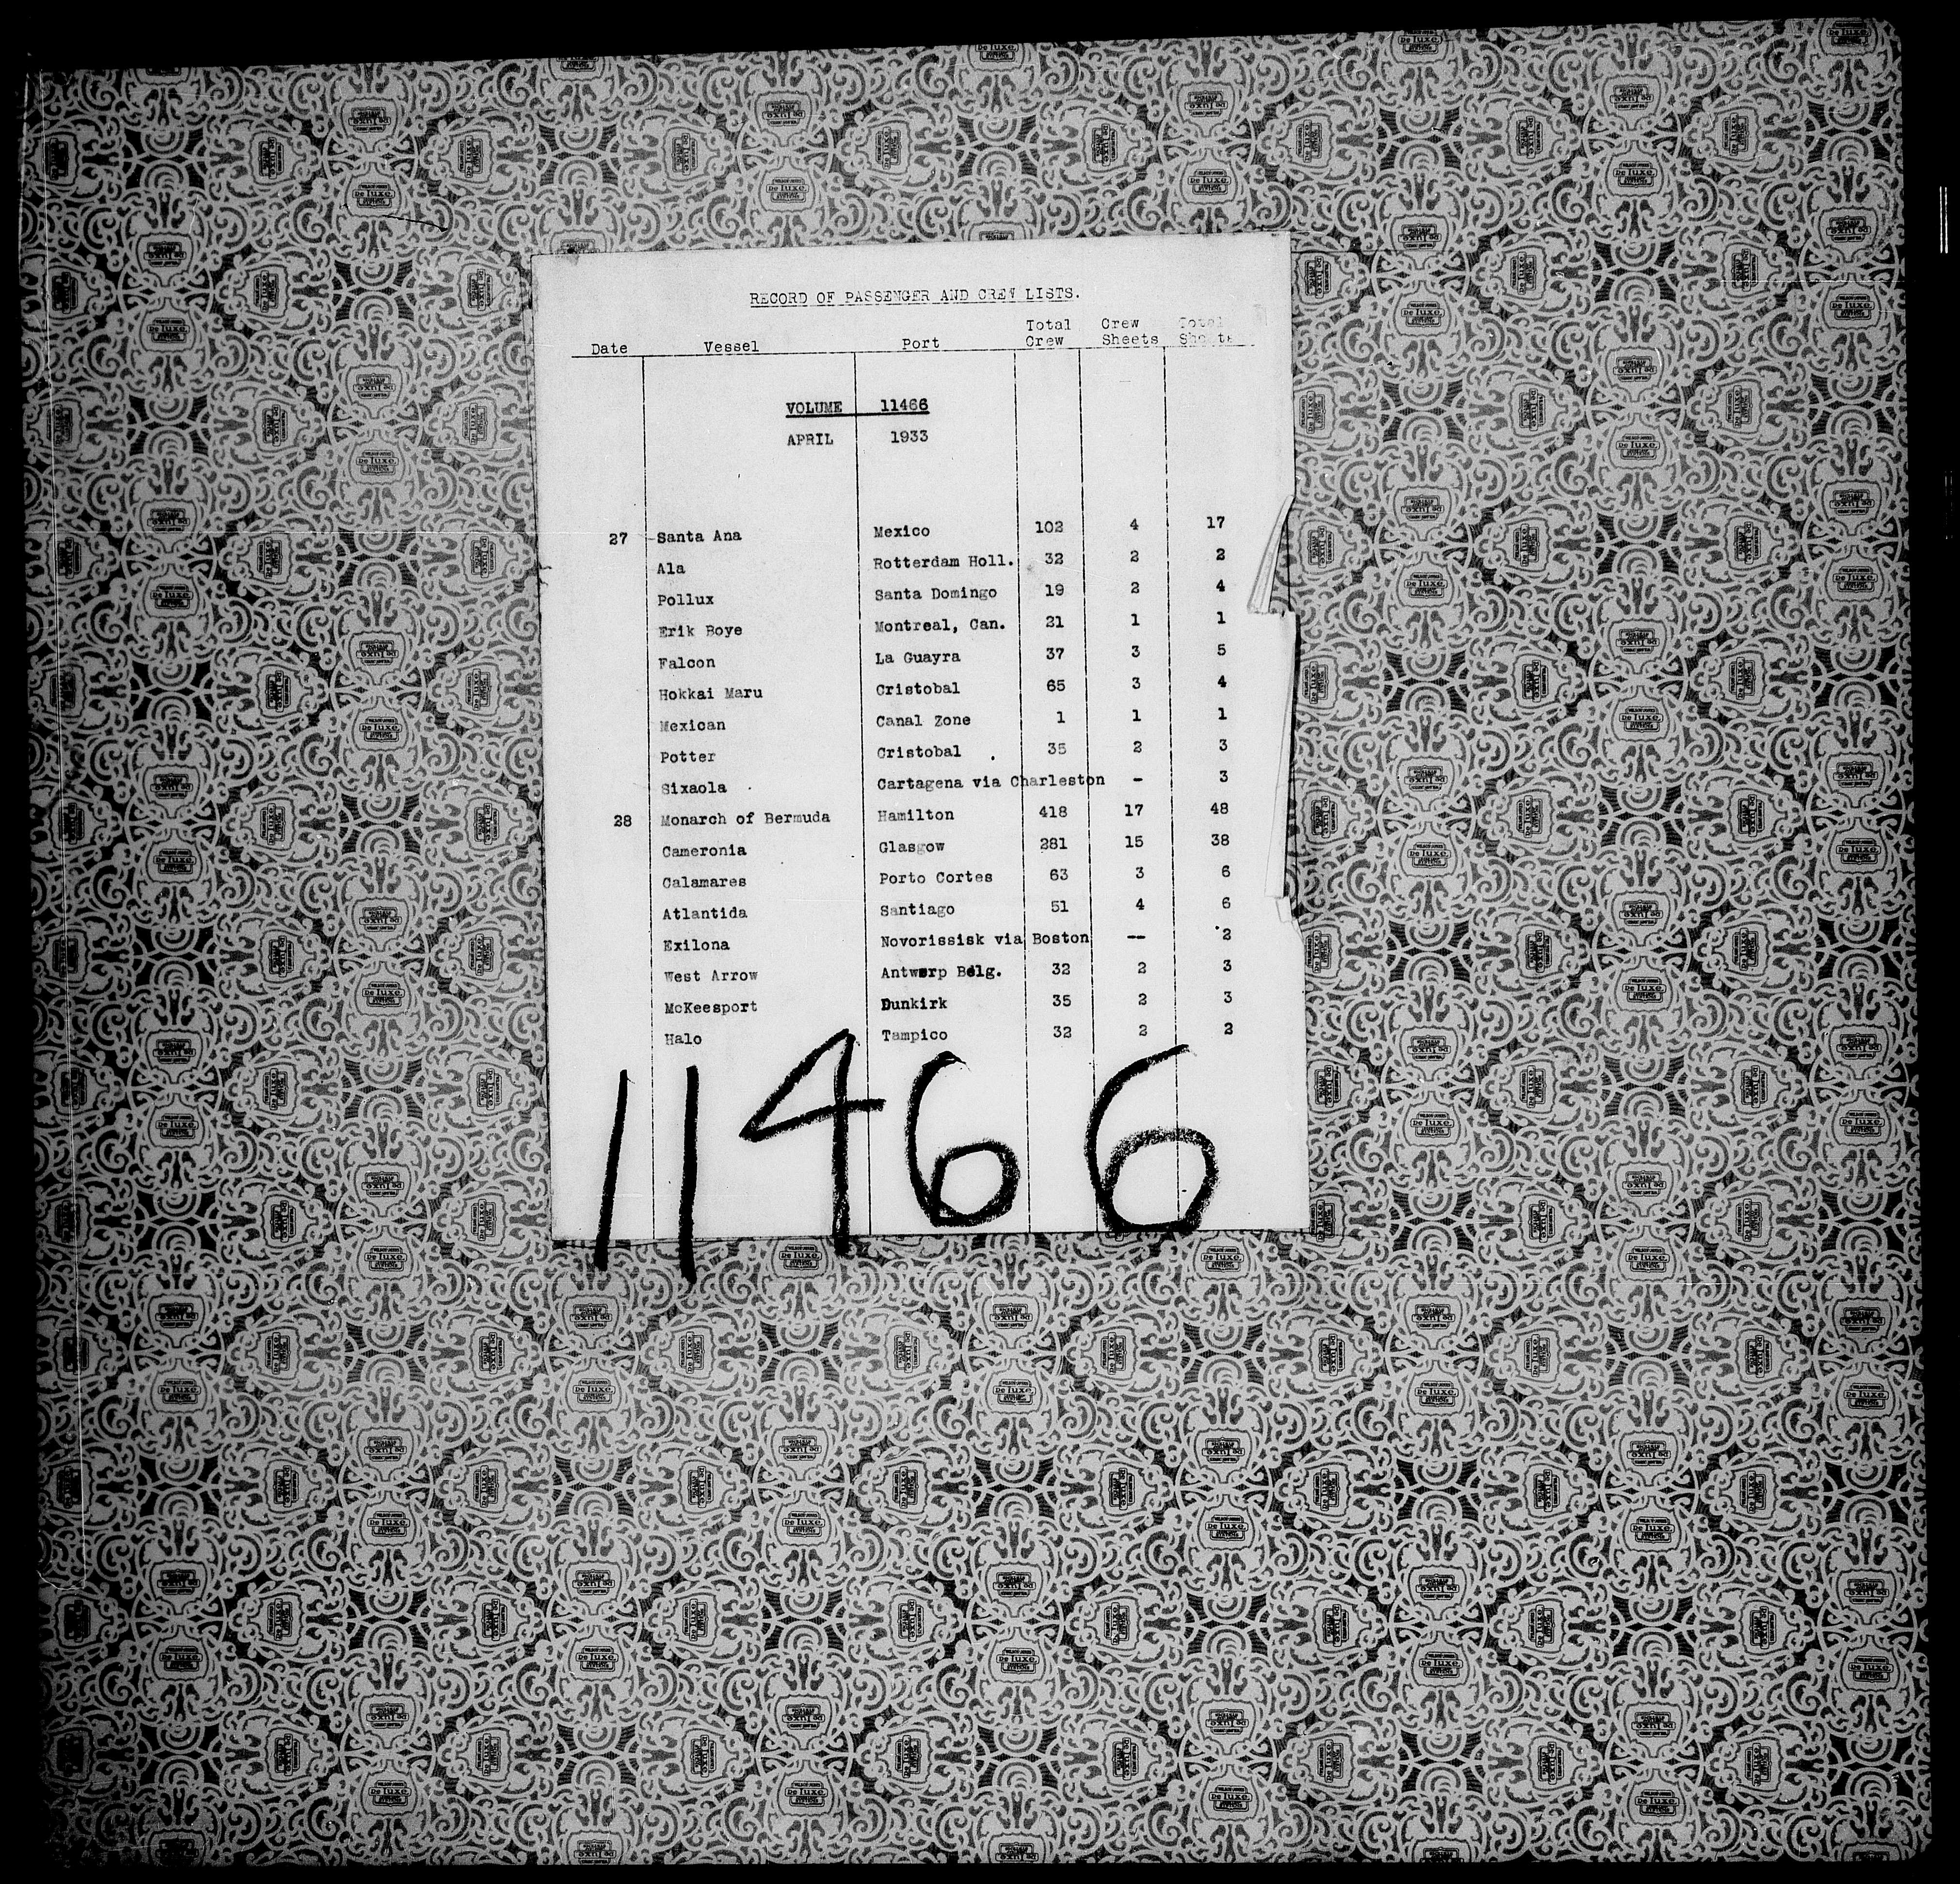 RECORD OF PASSENGER AND CREW LISTS.
Total Crew Total
Date Vessel Port Crew Sheets Sheets
VOLUME 11466
APRIL 1933
27 Santa Ana Mexico 102 4 17
Ala Rotterdam Holl. 32 2 2
Pollux Santa Domingo 19 2 4
Erik Boye Montreal, Can. 21 1 1
Falcon La Guayra 37 3 5
Hokkai Maru Cristobal 65 3 4
Mexican Canal Zone 1 1 1
Potter Cristobal 35 2 3
Sixaola Cartagena via Charleston - 3
28 Monarch of Bermuda Hamilton 418 17 48
Cameronia Glasgow 281 15 38
Calamares Porto Cortes 63 3 6
Atlantida Santiago 51 4 6
Exilona Novorissisk via Boston -- 2
West Arrow Antwerp Belg. 32 2 3
McKeesport Dunkirk 35 2 3
Halo Tampico 32 2 2
11466